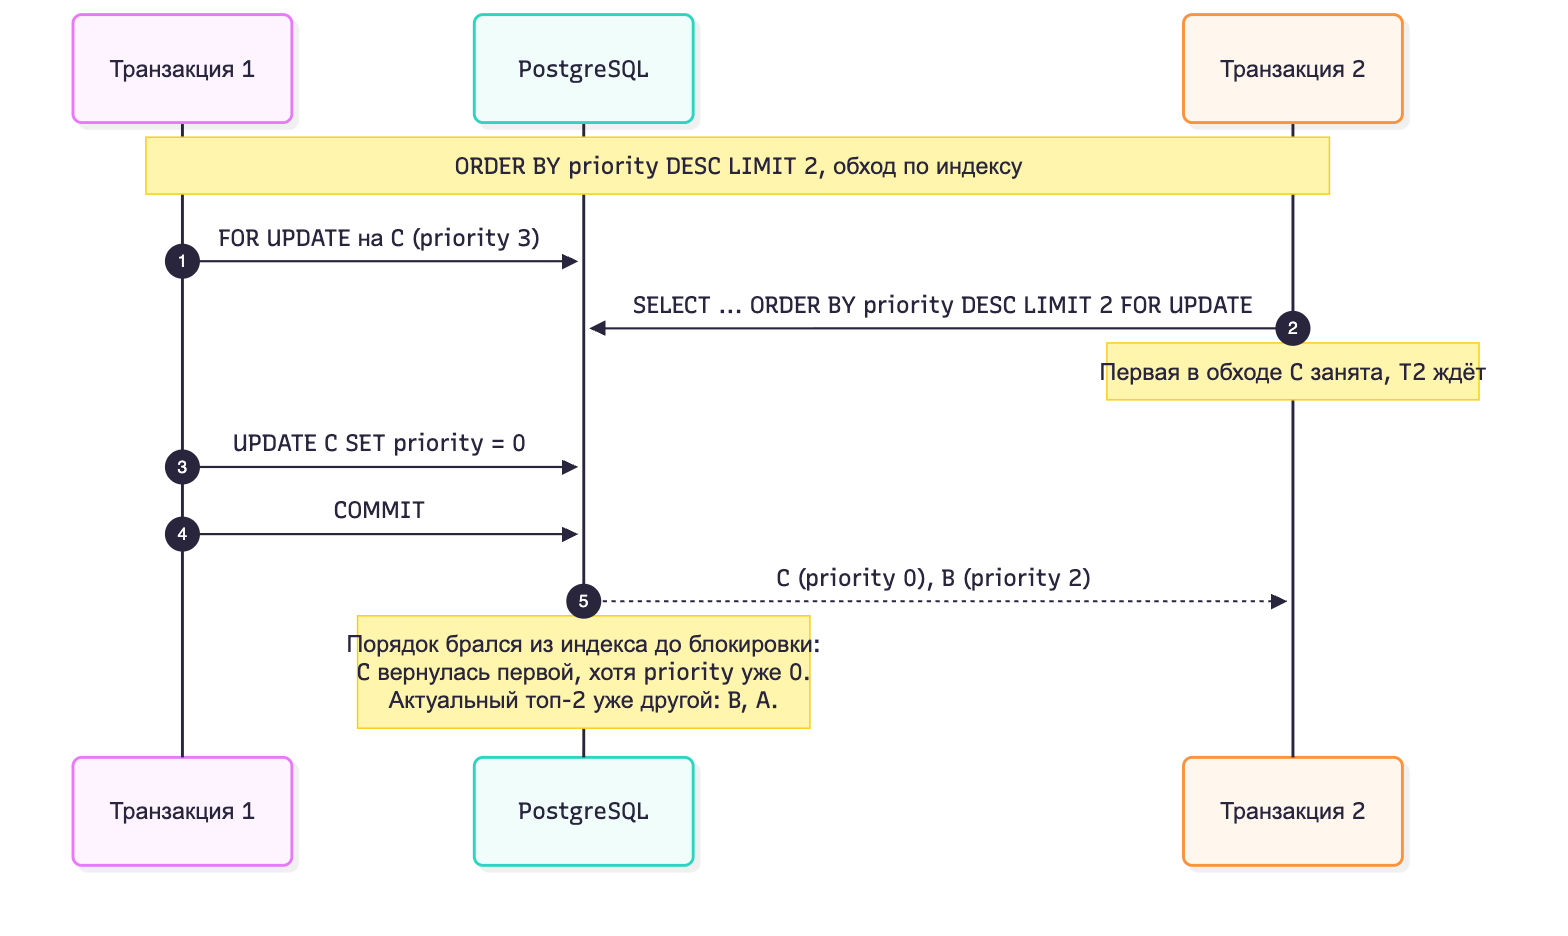 Транзакция 1
PostgreSQL
Транзакция 2
ORDER BY priority DESC LIMIT 2, обход по индексу
FOR UPDATE на C (priority 3)
1
SELECT ... ORDER BY priority DESC LIMIT 2 FOR UPDATE
2
Первая в обходе C занята, T2 ждёт
UPDATE C SET priority = 0
3
COMMIT
4
C (priority 0), B (priority 2)
5
Порядок брался из индекса до блокировки:
C вернулась первой, хотя priority уже 0.
Актуальный топ-2 уже другой: B, A.
Транзакция 1
PostgreSQL
Транзакция 2